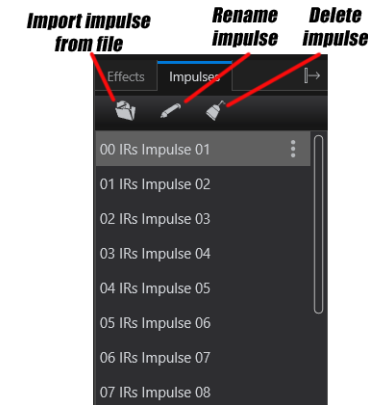 Import impulse
from file
Rename
impulse
Delete
impulse
Effects
Impulses
00 IRs Impulse 01
01 IRs Impulse 02
02 IRs Impulse 03
03 IRs Impulse 04
04 IRs Impulse 05
05 IRs Impulse 06
06 IRs Impulse 07
07 IRs Impulse 08